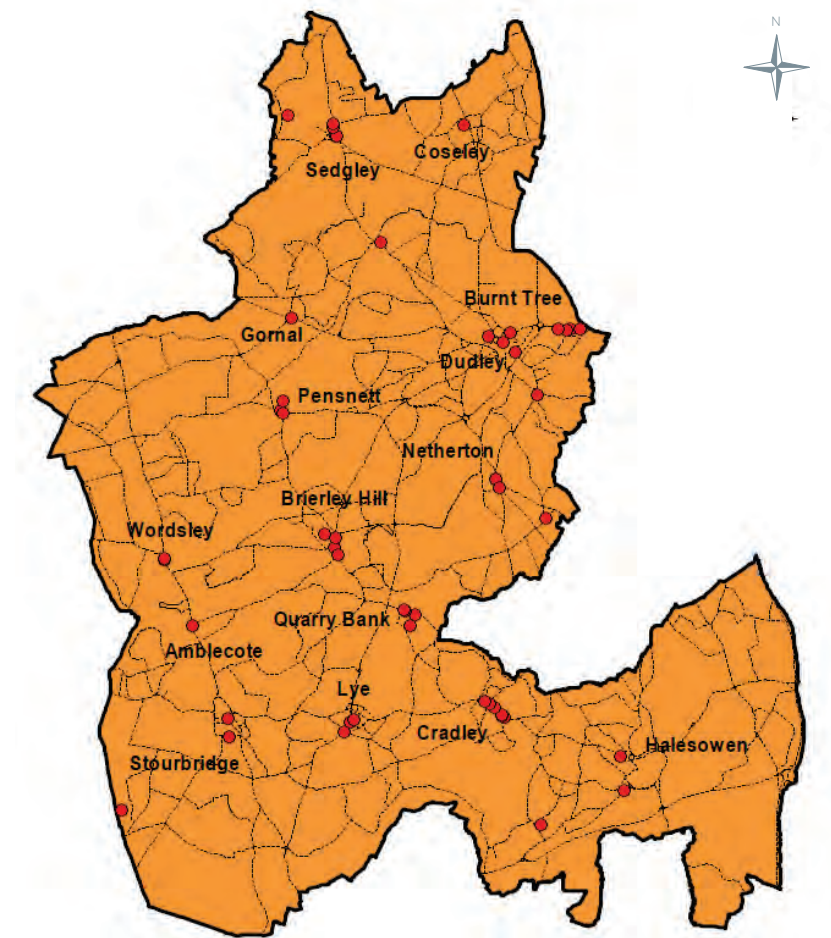 N
Sedgley
Coseley
Burnt Tree
Gornal
Dudley
Pensnett
Netherton
Brierley Hill
Wordsley
Quarry Bank
Amblecote
Lye
Cradley
Halesowen
Stourbridge